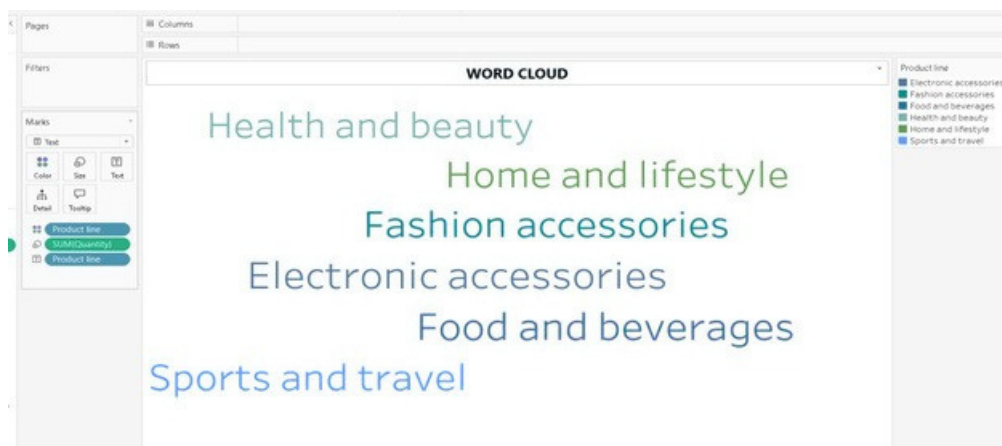 Pages
Columns
Rows
Filters
WORD CLOUD
Product line
Electronic accessories
Fashion accessories
Food and beverages
Health and beauty
Home and lifestyle
Sports and travel
Marks
Text
Color Size Text
Detail Tooltip
Product line
SUM(Quantity)
Product line
Health and beauty
Home and lifestyle
Fashion accessories
Electronic accessories
Food and beverages
Sports and travel